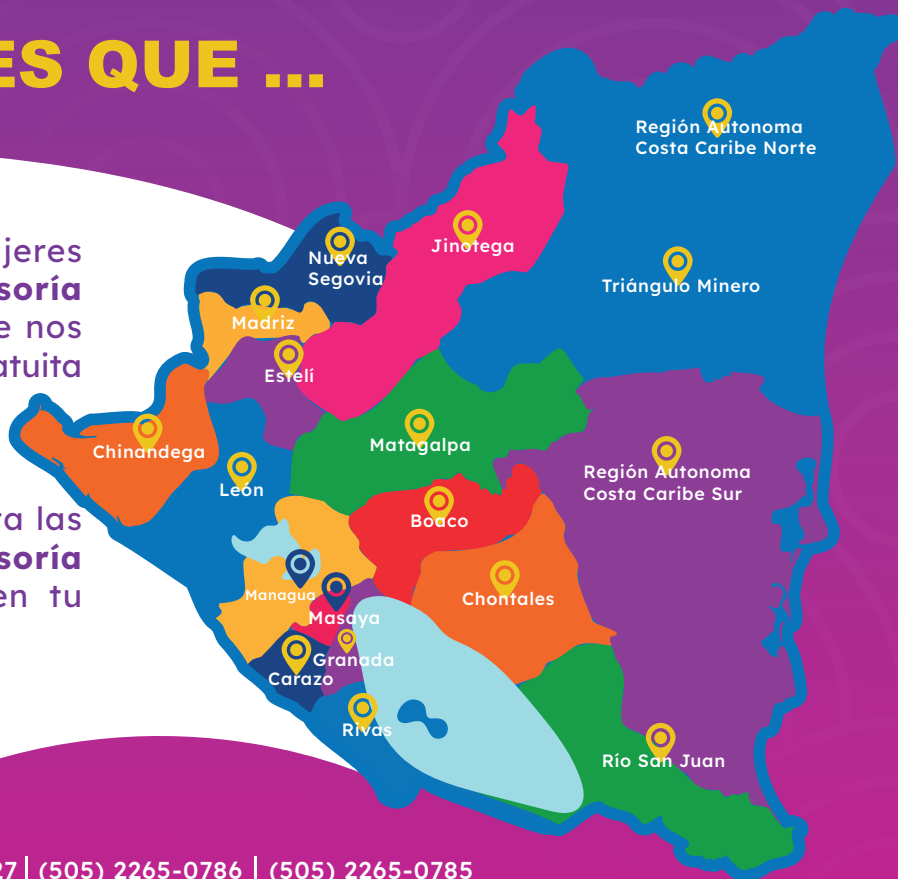 ES QUE ...
jeres
soría
e nos
atuita
ra las
soría
en tu
Región Autonoma
Costa Caribe Norte
Jinotega
Nueva
Segovia
Triángulo Minero
Madriz
Estelí
Matagalpa
Chinandega
Región Autonoma
Costa Caribe Sur
León
Boaco
Managua
Chontales
Masaya
Granada
Carazo
Rivas
Río San Juan
27 | (505) 2265-0786 | (505) 2265-0785